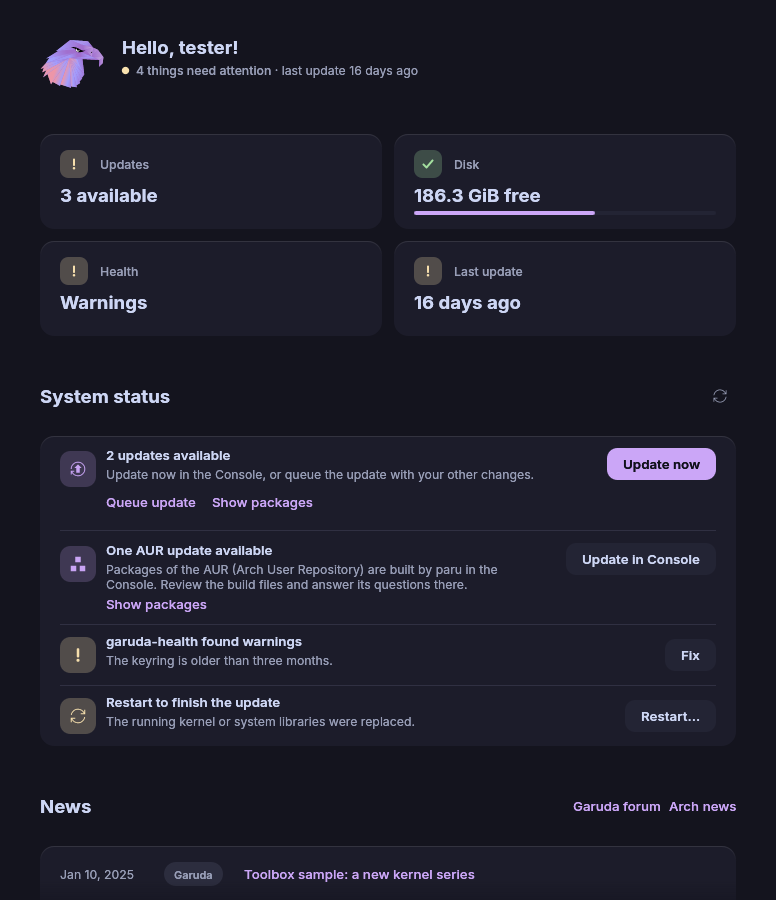 Hello, tester!
4 things need attention · last update 16 days ago
Updates
3 available
Disk
186.3 GiB free
Health
Warnings
Last update
16 days ago
System status
2 updates available
Update now in the Console, or queue the update with your other changes.
Queue update Show packages
Update now
One AUR update available
Packages of the AUR (Arch User Repository) are built by paru in the
Console. Review the build files and answer its questions there.
Show packages
Update in Console
garuda-health found warnings
The keyring is older than three months.
Fix
Restart to finish the update
The running kernel or system libraries were replaced.
Restart...
News
Garuda forum Arch news
Jan 10, 2025 Garuda Toolbox sample: a new kernel series